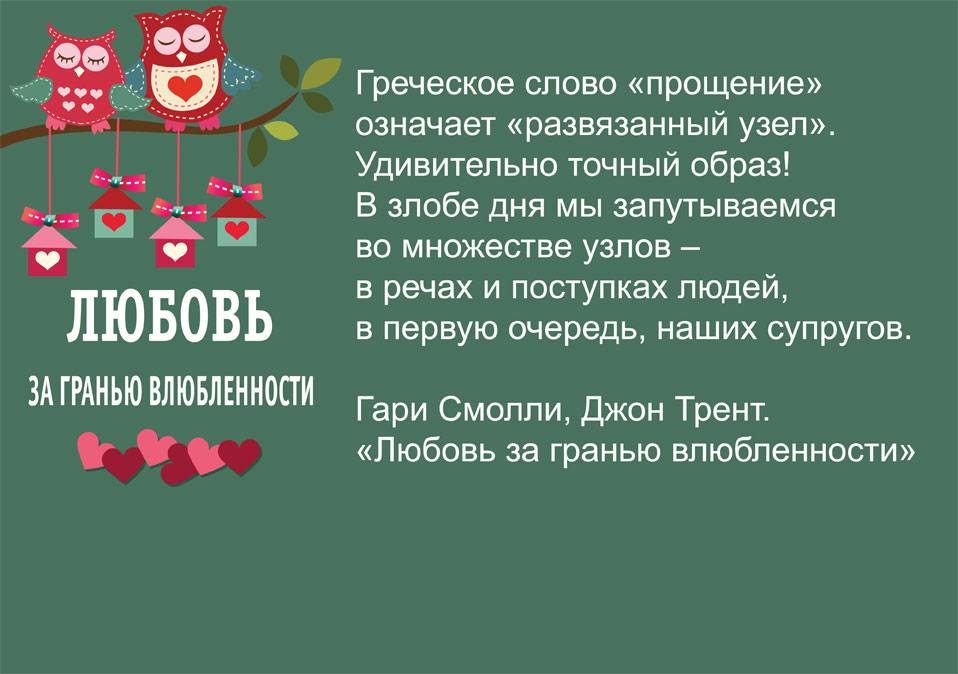 ЛЮБОВЬ
ЗА ГРАНЬЮ ВЛЮБЛЕННОСТИ
Греческое слово «прощение»
означает «развязанный узел».
Удивительно точный образ!
В злобе дня мы запутываемся
во множестве узлов –
в речах и поступках людей,
в первую очередь, наших супругов.
Гари Смолли, Джон Трент.
«Любовь за гранью влюбленности»